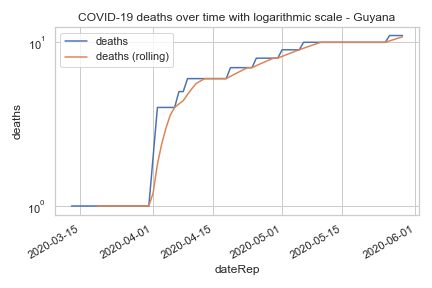 COVID-19 deaths over time with logarithmic scale - Guyana
deaths
deaths (rolling)
10¹
10⁰
deaths
2020-03-15
2020-04-01
2020-04-15
2020-05-01
2020-05-15
2020-06-01
dateRep